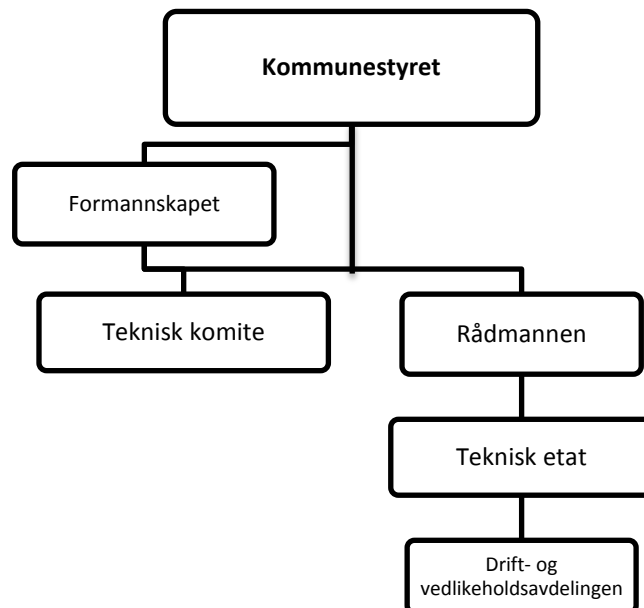 Kommunestyret
Formannskapet
Teknisk komite
Rådmannen
Teknisk etat
Drift- og
vedlikeholdsavdelingen